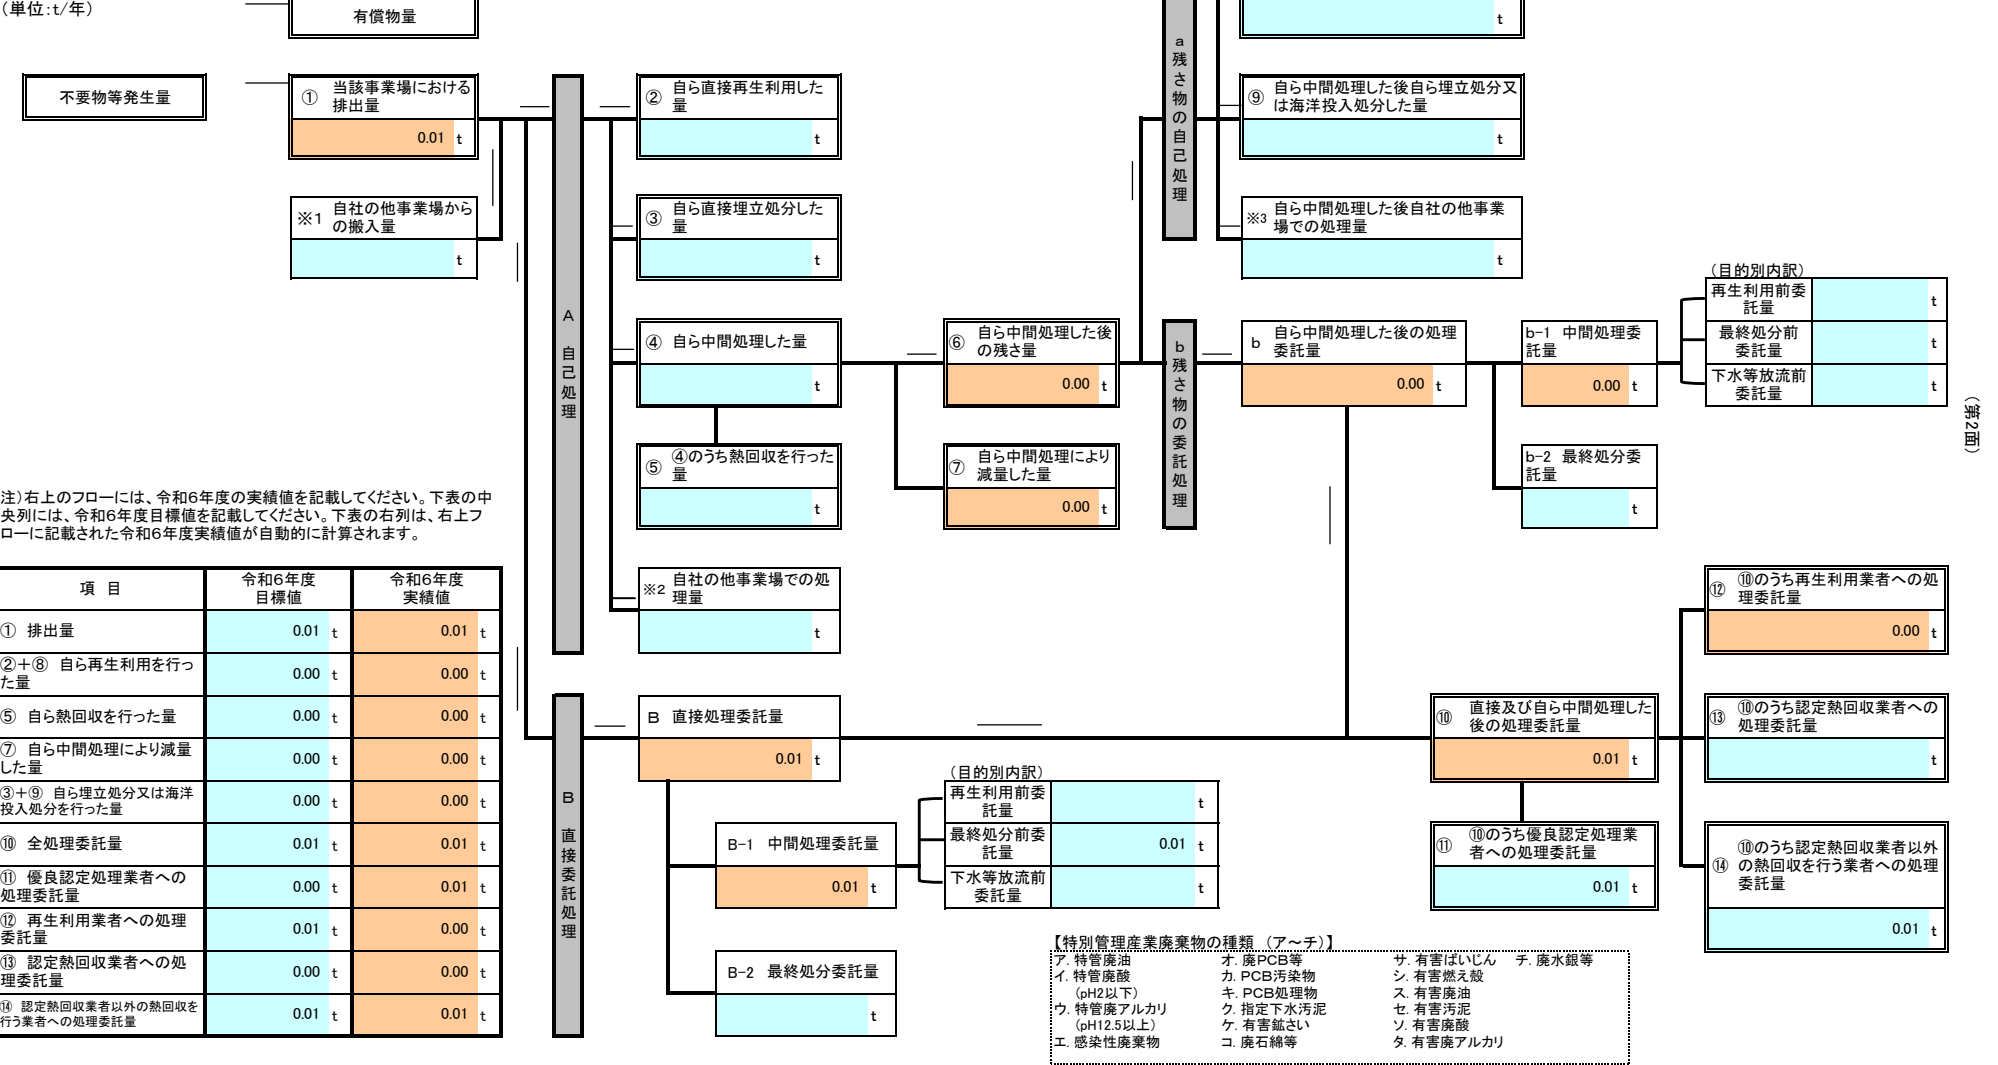 （単位：t/年）
有償物量
t
不要物等発生量
① 当該事業場における
排出量
0.01 t
※1 自社の他事業場から
の搬入量
t
A
自
己
処
理
② 自ら直接再生利用した
量
t
③ 自ら直接埋立処分した
量
t
④ 自ら中間処理した量
t
⑤ ④のうち熱回収を行った
量
t
※2 自社の他事業場での処
理量
t
⑥ 自ら中間処理した後
の残さ量
0.00 t
⑦ 自ら中間処理により
減量した量
0.00 t
a
残
さ
物
の
自
己
処
理
⑨ 自ら中間処理した後自ら埋立処分又
は海洋投入処分した量
t
※3 自ら中間処理した後自社の他事業
場での処理量
t
b
残
さ
物
の
委
託
処
理
b 自ら中間処理した後の処理
委託量
0.00 t
b-1 中間処理委
託量
0.00 t
b-2 最終処分委
託量
t
（目的別内訳）
再生利用前委
託量
t
最終処分前
委託量
t
下水等放流前
委託量
t
（第2面）
注）右上のフローには、令和6年度の実績値を記載してください。下表の中
央列には、令和6年度目標値を記載してください。下表の右列は、右上フ
ローに記載された令和6年度実績値が自動的に計算されます。
項 目 令和6年度
目標値 令和6年度
実績値
① 排出量 0.01 t 0.01 t
②＋⑧ 自ら再生利用を行っ
た量 0.00 t 0.00 t
⑤ 自ら熱回収を行った量 0.00 t 0.00 t
⑦ 自ら中間処理により減量
した量 0.00 t 0.00 t
③＋⑨ 自ら埋立処分又は海洋
投入処分を行った量 0.00 t 0.00 t
⑩ 全処理委託量 0.01 t 0.01 t
⑪ 優良認定処理業者への
処理委託量 0.00 t 0.01 t
⑫ 再生利用業者への処理
委託量 0.01 t 0.00 t
⑬ 認定熱回収業者への処
理委託量 0.00 t 0.00 t
⑭ 認定熱回収業者以外の熱回収を
行う業者への処理委託量 0.01 t 0.01 t
B
直
接
委
託
処
理
B 直接処理委託量
0.01 t
B-1 中間処理委託量
0.01 t
B-2 最終処分委託量
t
（目的別内訳）
再生利用前委
託量
t
最終処分前委
託量
0.01 t
下水等放流前
委託量
t
⑩ 直接及び自ら中間処理した
後の処理委託量
0.01 t
⑪ ⑩のうち優良認定処理業
者への処理委託量
0.01 t
⑫ ⑩のうち再生利用業者への処
理委託量
0.00 t
⑬ ⑩のうち認定熱回収業者への
処理委託量
t
⑭ ⑩のうち認定熱回収業者以外
の熱回収を行う業者への処理
委託量
0.01 t
【特別管理産業廃棄物の種類 （ア～チ）】
ア. 特管廃油 オ. 廃PCB等 サ. 有害ばいじん チ. 廃水銀等
イ. 特管廃酸 カ. PCB汚染物 シ. 有害燃え殻
（pH2以下） キ. PCB処理物 ス. 有害廃油
ウ. 特管廃アルカリ ク. 指定下水汚泥 セ. 有害汚泥
（pH12.5以上） ケ. 有害鉱さい ソ. 有害廃酸
エ. 感染性廃棄物 コ. 廃石綿等 タ. 有害廃アルカリ